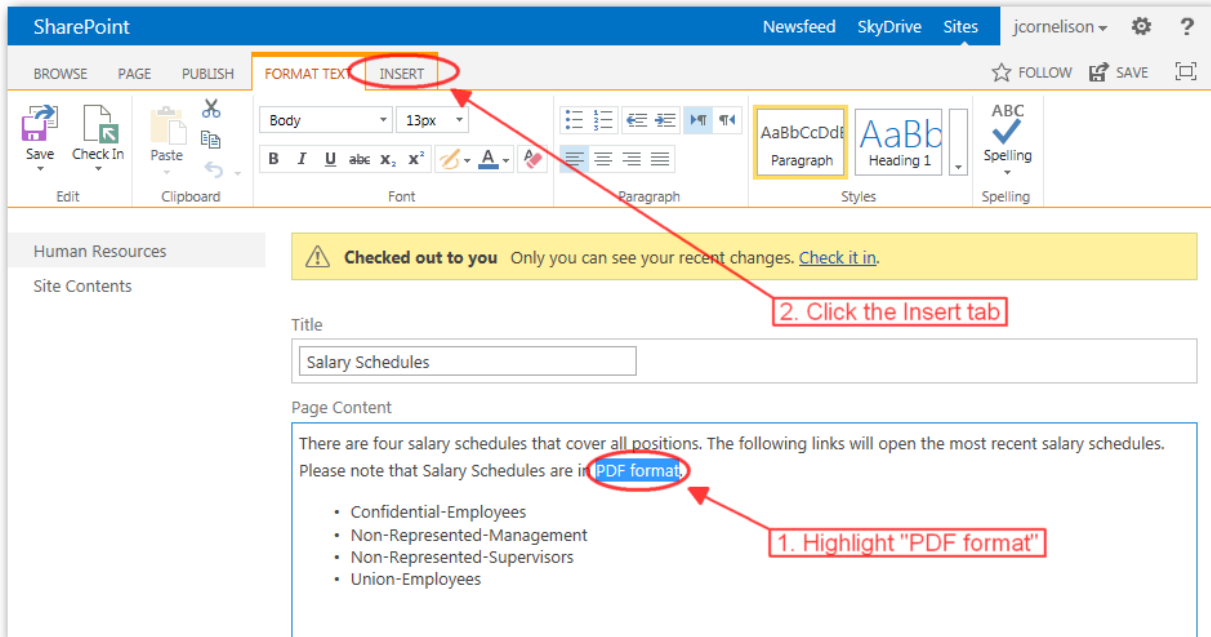 SharePoint
Newsfeed SkyDrive Sites jcornelison ?
BROWSE PAGE PUBLISH FORMAT TEXT INSERT FOLLOW SAVE
Save Check In Paste
Body 13px
B I U abc X₂ X²
A
AaBbCcDdE AaBb
Paragraph Heading 1
ABC
Spelling
Edit Clipboard Font Paragraph Styles Spelling
Human Resources
Site Contents
Checked out to you Only you can see your recent changes. Check it in.
2. Click the Insert tab
Title
Salary Schedules
Page Content
There are four salary schedules that cover all positions. The following links will open the most recent salary schedules.
Please note that Salary Schedules are in PDF format.
• Confidential-Employees
• Non-Represented-Management
• Non-Represented-Supervisors
• Union-Employees
1. Highlight "PDF format"